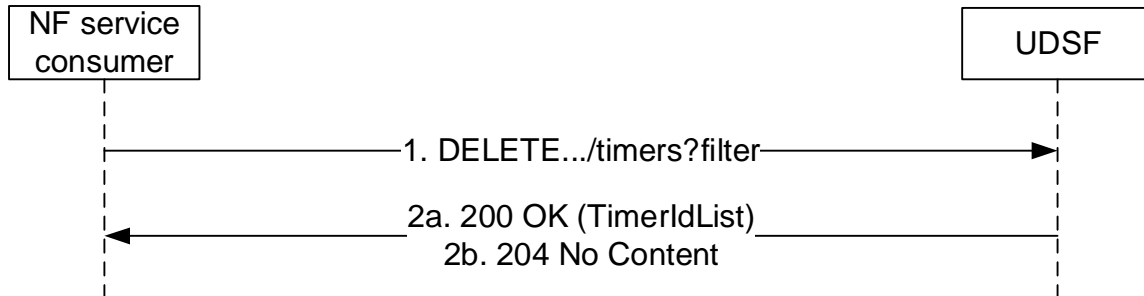 NF service
consumer
UDSF
1. DELETE.../timers?filter
2a. 200 OK (TimerIdList)
2b. 204 No Content